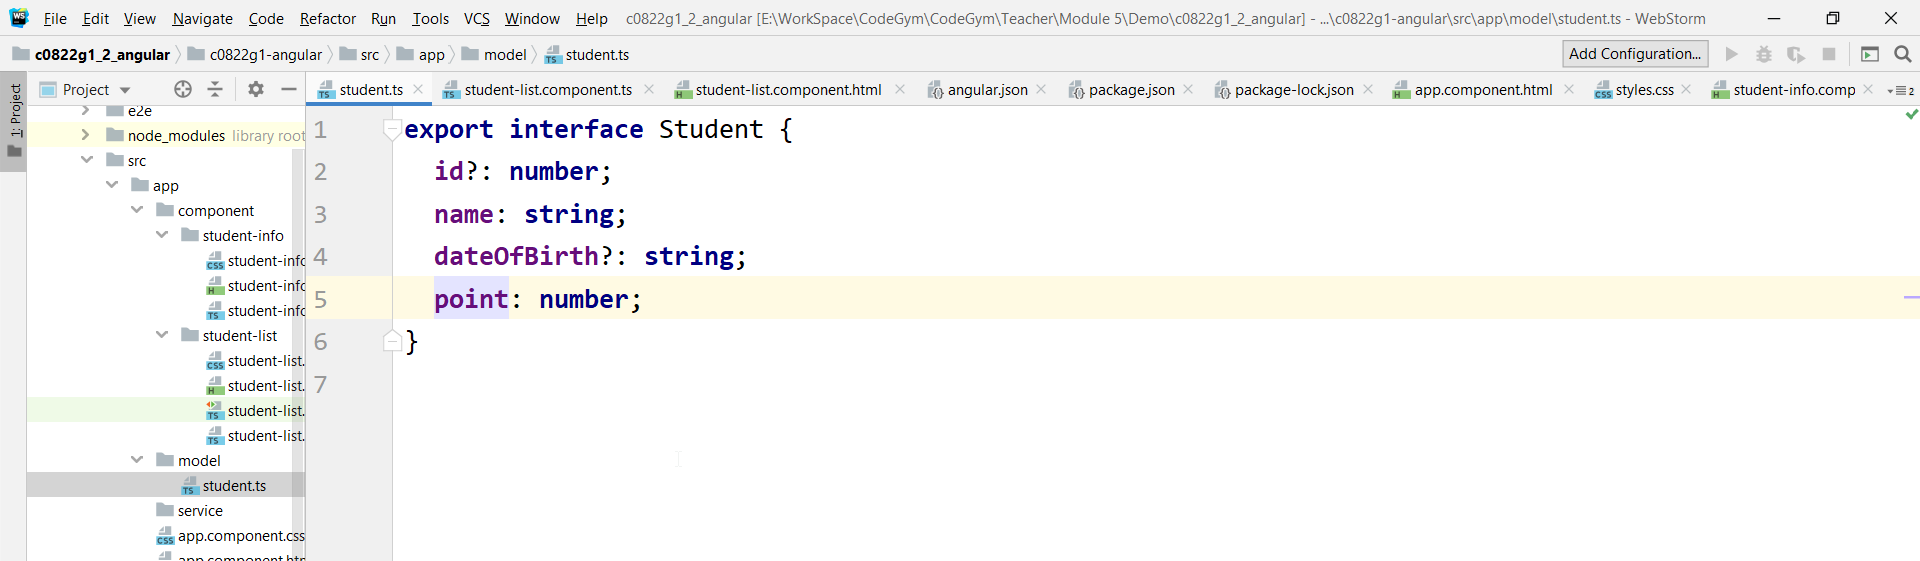 WS File Edit View Navigate Code Refactor Run Tools VCS Window Help c0822g1_2_angular [E:\WorkSpace\CodeGym\CodeGym\Teacher\Module 5\Demo\c0822g1_2_angular] - ...\c0822g1-angular\src\app\model\student.ts - WebStorm
c0822g1_2_angular c0822g1-angular src app model student.ts Add Configuration...
1: Project
Project student.ts student-list.component.ts student-list.component.html angular.json package.json package-lock.json app.component.html styles.css student-info.comp 2
e2e
node_modules library root
src
app
component
student-info
student-info
student-info
student-info
student-list
student-list.
student-list.
student-list.
student-list.
model
student.ts
service
app.component.css
1 export interface Student {
2 id?: number;
3 name: string;
4 dateOfBirth?: string;
5 point: number;
6 }
7